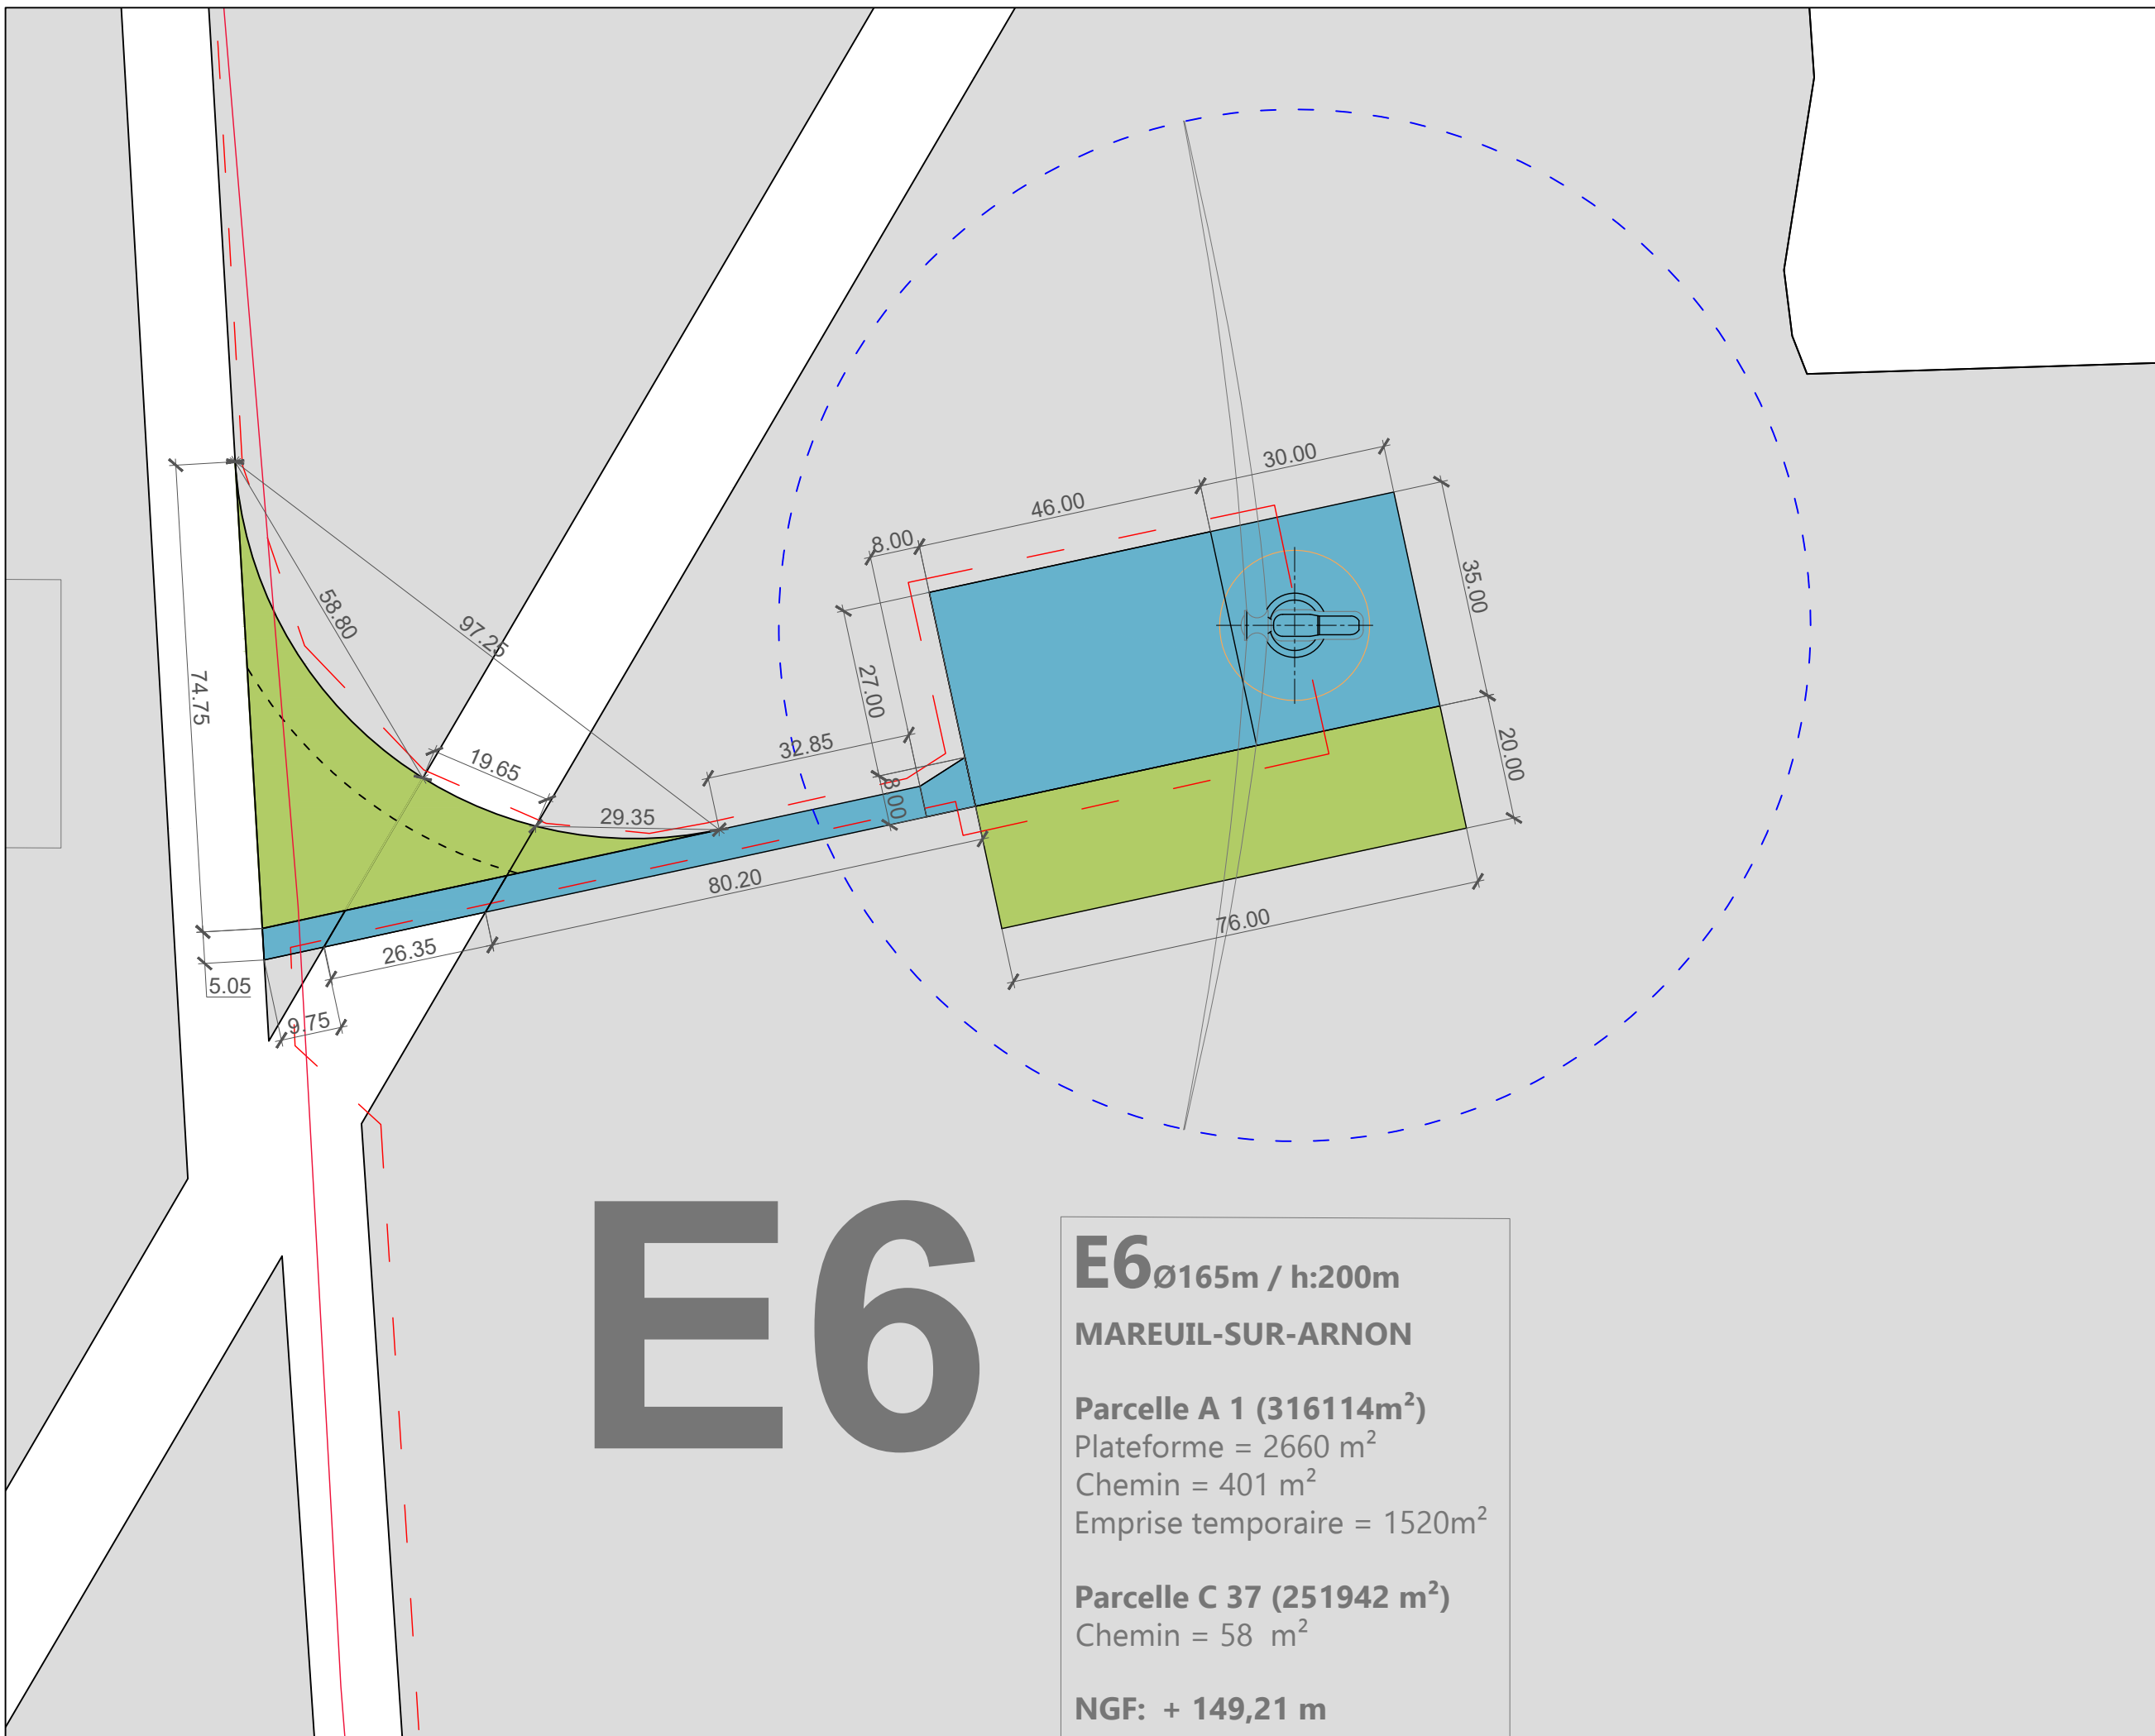 30.00
46.00
8.00
35.00
58.80
97.25
27.00
74.75
32.85
19.65
20.00
8.00
29.35
80.20
76.00
26.35
5.05
9.75
E6
E6 Ø165m / h:200m
MAREUIL-SUR-ARNON
Parcelle A 1 (316114m²)
Plateforme = 2660 m²
Chemin = 401 m²
Emprise temporaire = 1520m²
Parcelle C 37 (251942 m²)
Chemin = 58 m²
NGF: + 149,21 m